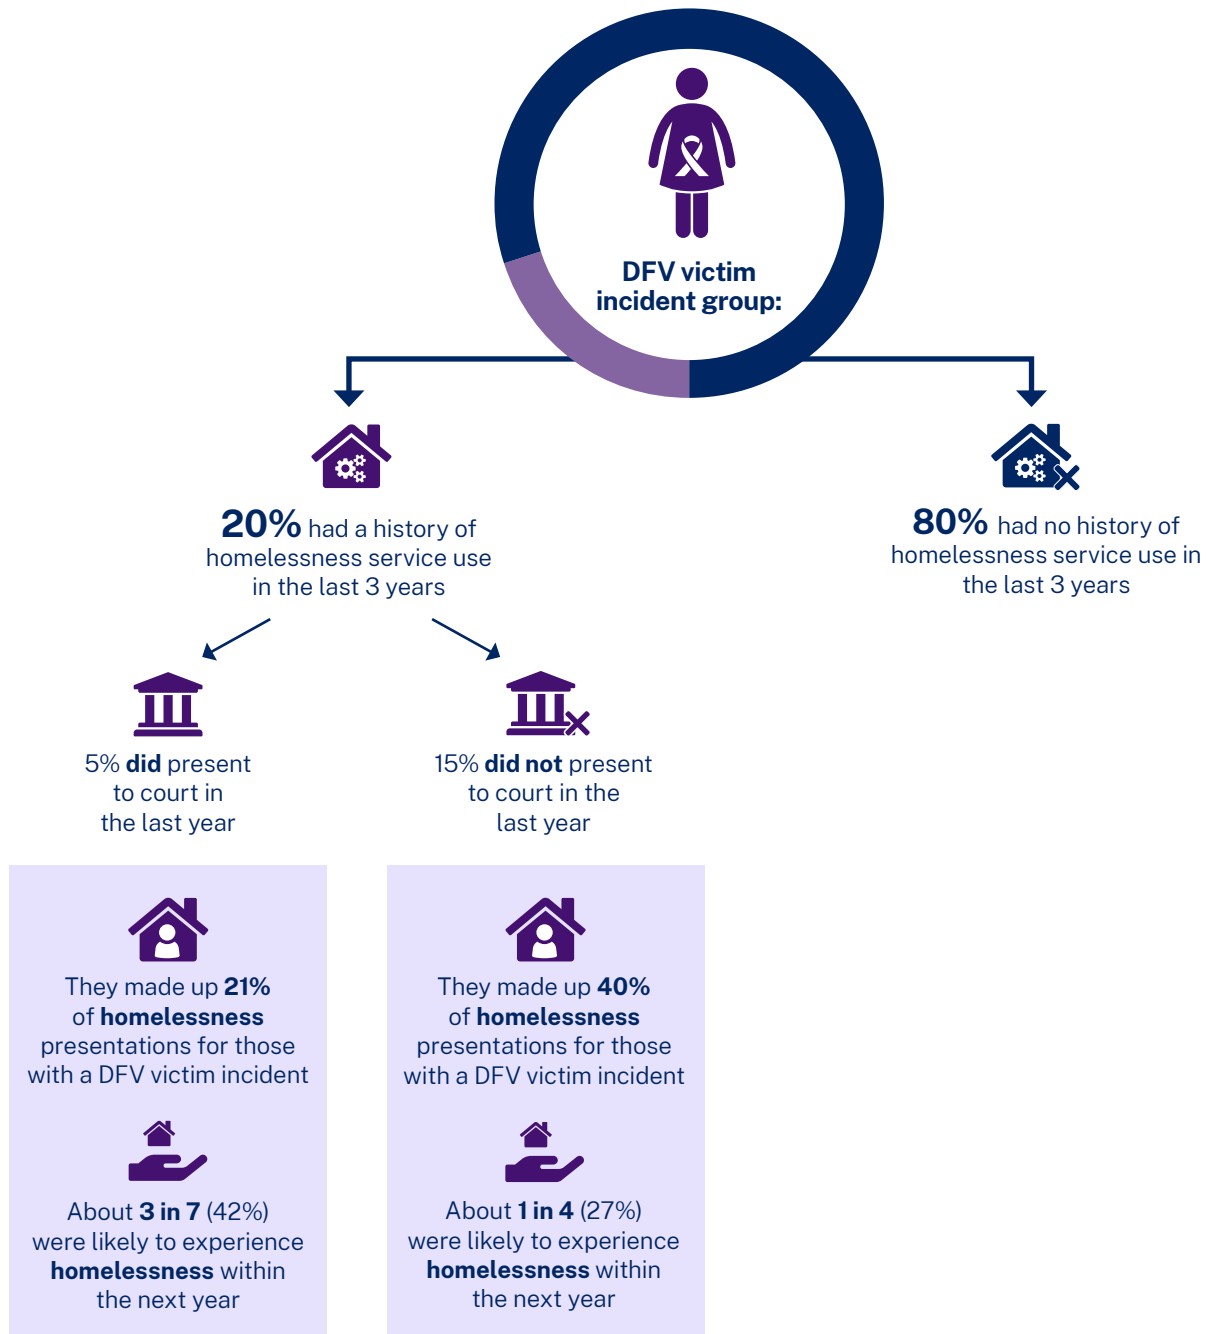 DFV victim
incident group:
20% had a history of
homelessness service use
in the last 3 years
80% had no history of
homelessness service use in
the last 3 years
5% did present
to court in
the last year
15% did not present
to court in the
last year
They made up 21%
of homelessness
presentations for those
with a DFV victim incident
About 3 in 7 (42%)
were likely to experience
homelessness within
the next year
They made up 40%
of homelessness
presentations for those
with a DFV victim incident
About 1 in 4 (27%)
were likely to experience
homelessness within
the next year